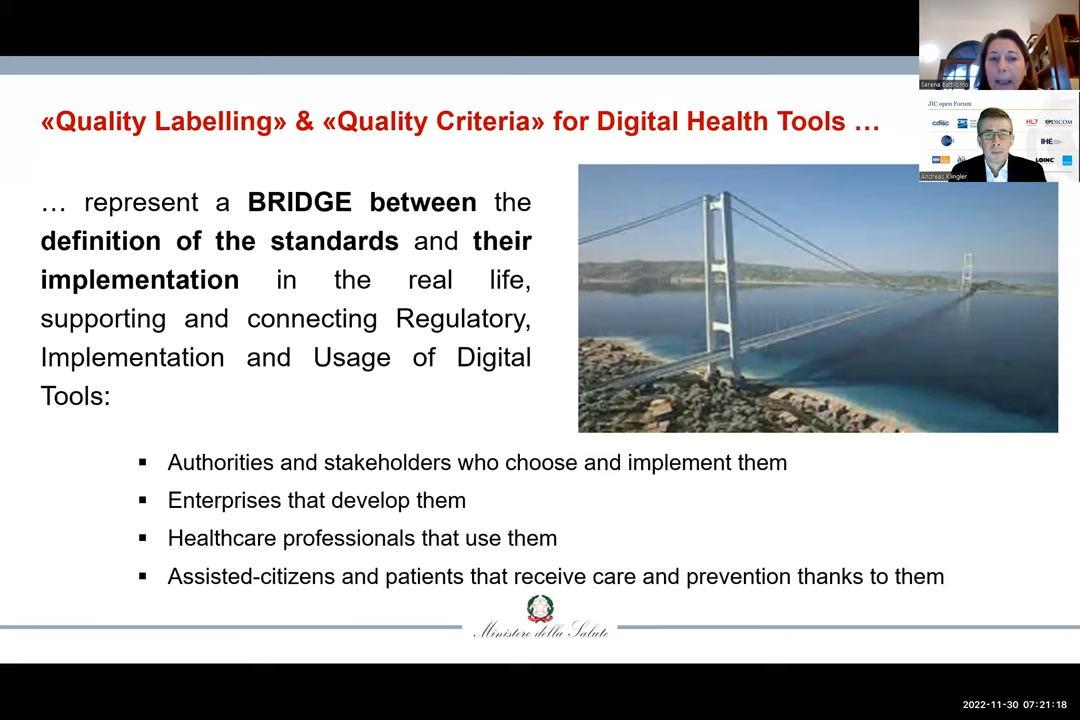 «Quality Labelling» & «Quality Criteria» for Digital Health Tools …
… represent a BRIDGE between the
definition of the standards and their
implementation in the real life,
supporting and connecting Regulatory,
Implementation and Usage of Digital
Tools:
▪ Authorities and stakeholders who choose and implement them
▪ Enterprises that develop them
▪ Healthcare professionals that use them
▪ Assisted-citizens and patients that receive care and prevention thanks to them
Ministero della Salute
Serena Battilomo
JIC open Forum
cdisc
HL7
DICOM
IHE
LOINC
Andreas Klingler
2022-11-30 07:21:18